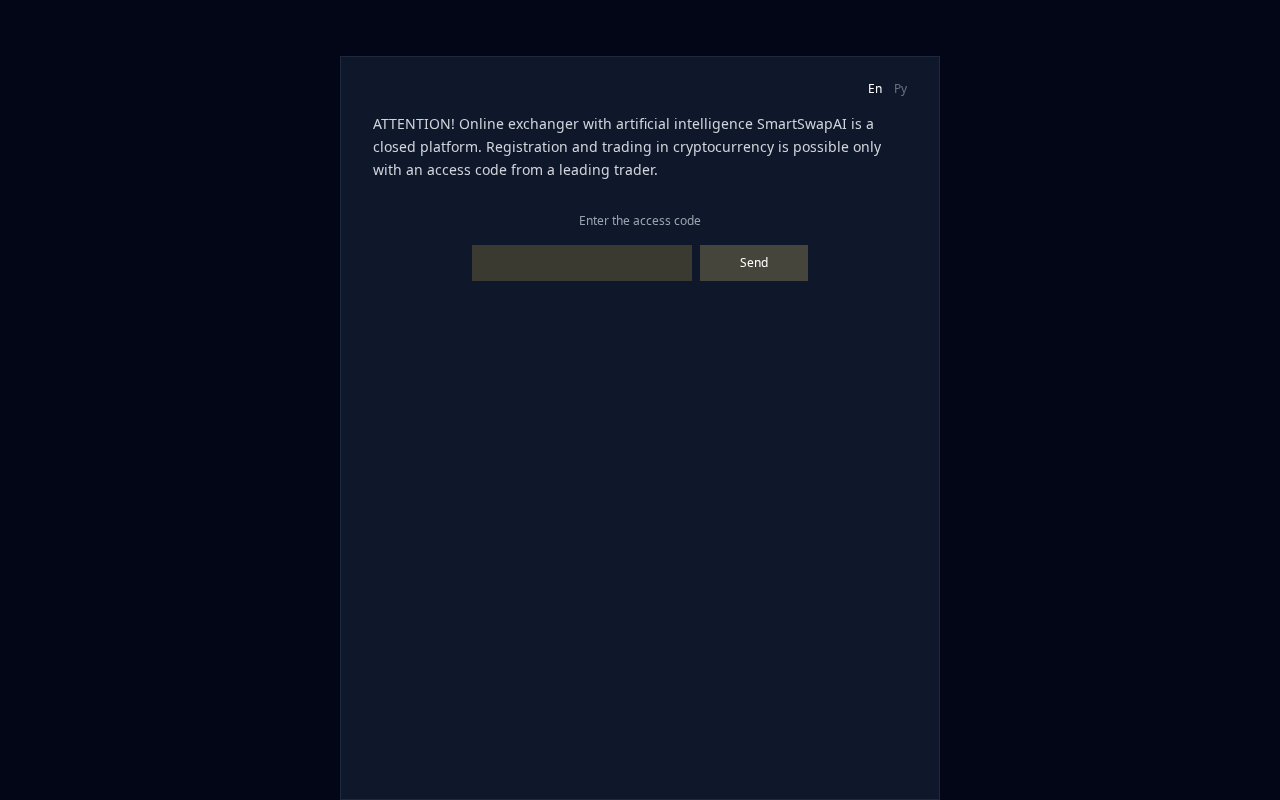 En Ру
ATTENTION! Online exchanger with artificial intelligence SmartSwapAI is a
closed platform. Registration and trading in cryptocurrency is possible only
with an access code from a leading trader.
Enter the access code
Send